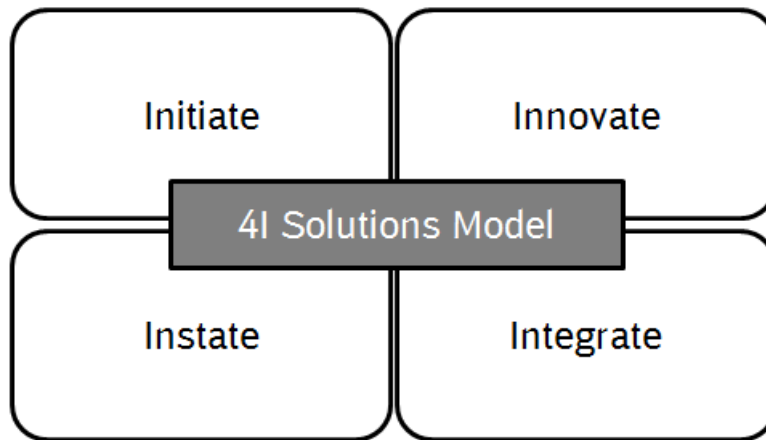 Initiate
Innovate
4I Solutions Model
Instate
Integrate